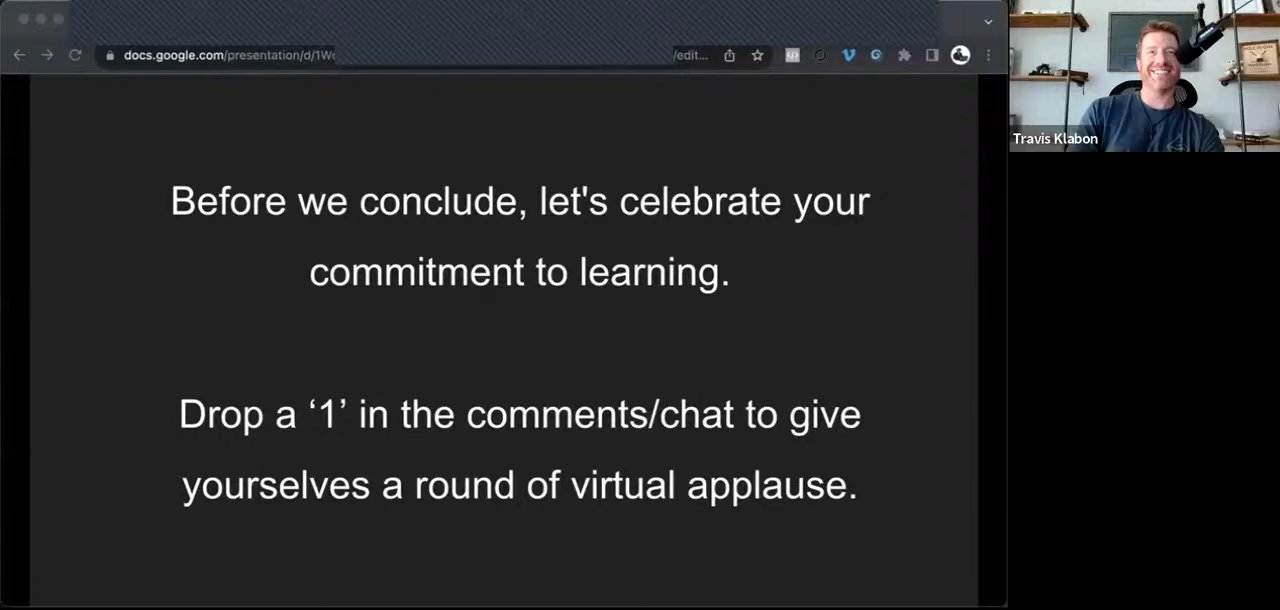 docs.google.com/presentation/d/1W
/edit...
Before we conclude, let's celebrate your
commitment to learning.
Drop a ‘1’ in the comments/chat to give
yourselves a round of virtual applause.
Travis Klabon